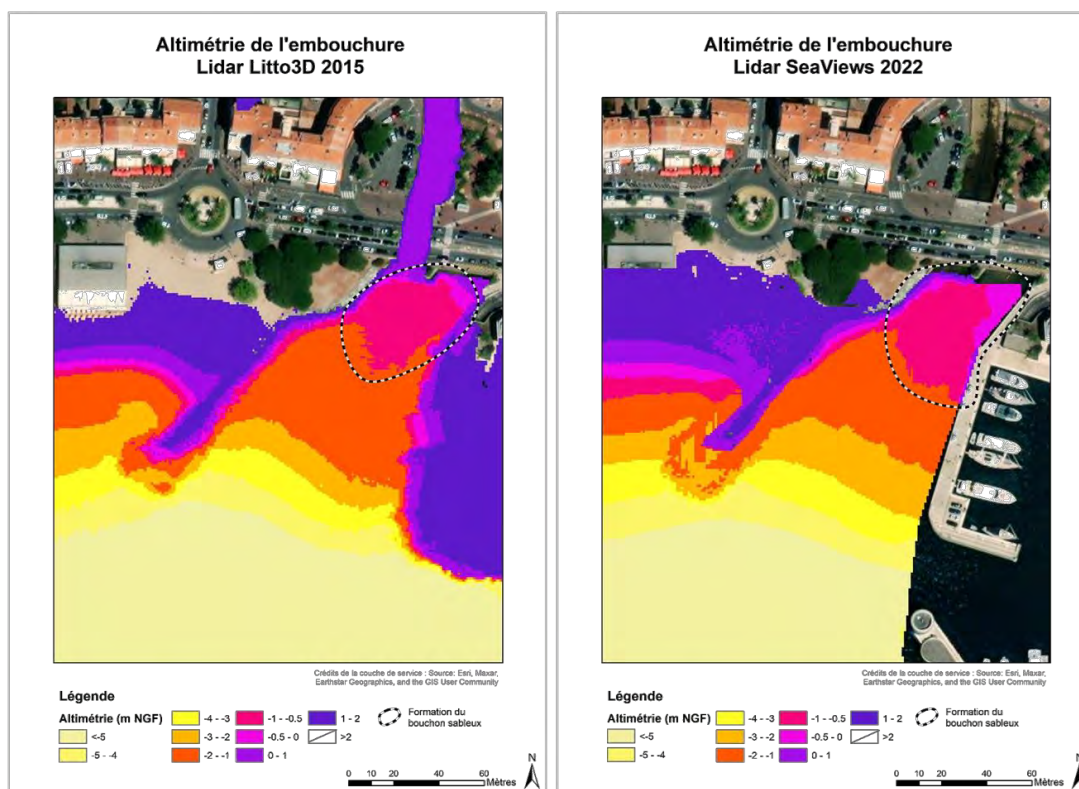 Altimétrie de l'embouchure
Lidar Litto3D 2015
Crédits de la couche de service : Source: Esri, Maxar,
Earthstar Geographics, and the GIS User Community
Légende
Altimétrie (m NGF)
<-5
-5 - -4
-4 - -3
-3 - -2
-2 - -1
-1 - -0.5
-0.5 - 0
0 - 1
1 - 2
>2
Formation du
bouchon sableux
0 10 20 40 60
Mètres
N
Altimétrie de l'embouchure
Lidar SeaViews 2022
Crédits de la couche de service : Source: Esri, Maxar,
Earthstar Geographics, and the GIS User Community
Légende
Altimétrie (m NGF)
<-5
-5 - -4
-4 - -3
-3 - -2
-2 - -1
-1 - -0.5
-0.5 - 0
0 - 1
1 - 2
>2
Formation du
bouchon sableux
0 10 20 40 60
Mètres
N